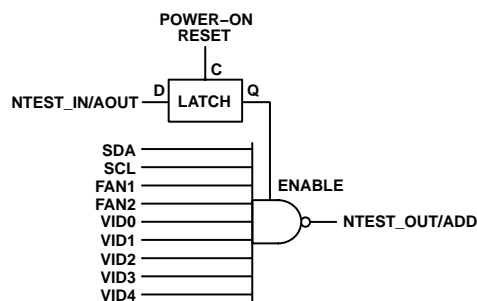 POWER–ON
RESET
C
D
Q
NTEST_IN/AOUT
LATCH
SDA
SCL
FAN1
ENABLE
FAN2
VID0
NTEST_OUT/ADD
VID1
VID2
VID3
VID4